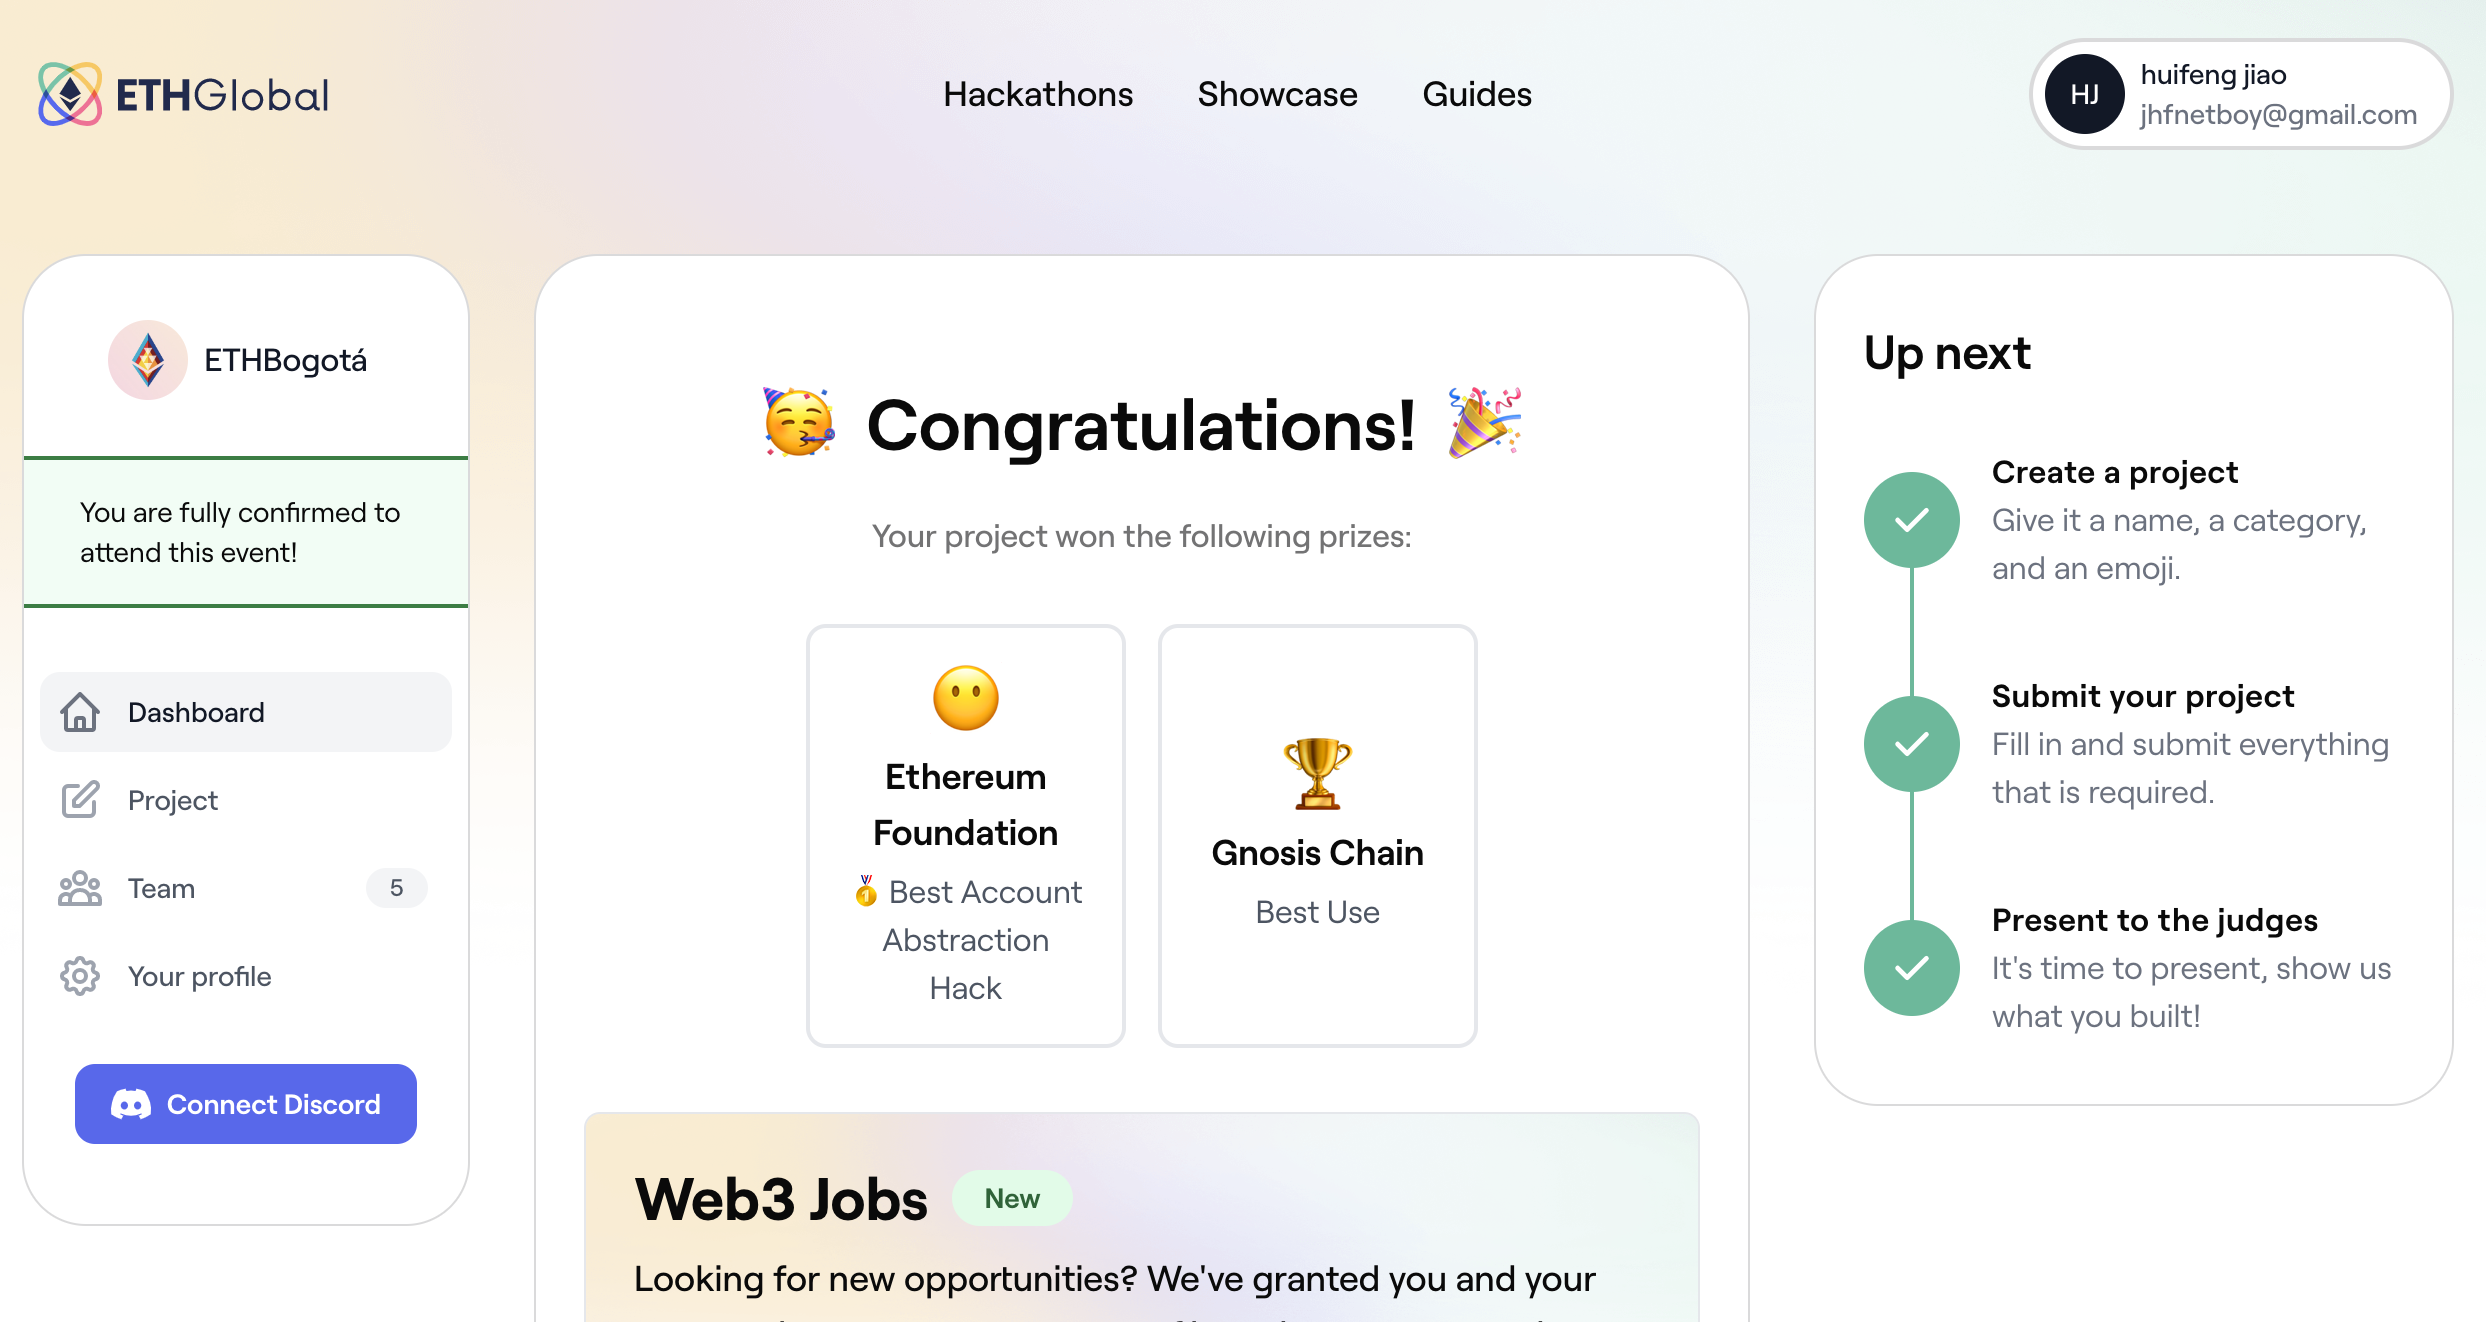 ETHGlobal
Hackathons
Showcase
Guides
HJ
huifeng jiao
jhfnetboy@gmail.com
ETHBogotá
You are fully confirmed to
attend this event!
Dashboard
Project
Team
5
Your profile
Connect Discord
🥳 Congratulations! 🎉
Your project won the following prizes:
Ethereum
Foundation
🥇 Best Account
Abstraction
Hack
Gnosis Chain
Best Use
Web3 Jobs
New
Looking for new opportunities? We've granted you and your
Up next
Create a project
Give it a name, a category,
and an emoji.
Submit your project
Fill in and submit everything
that is required.
Present to the judges
It's time to present, show us
what you built!